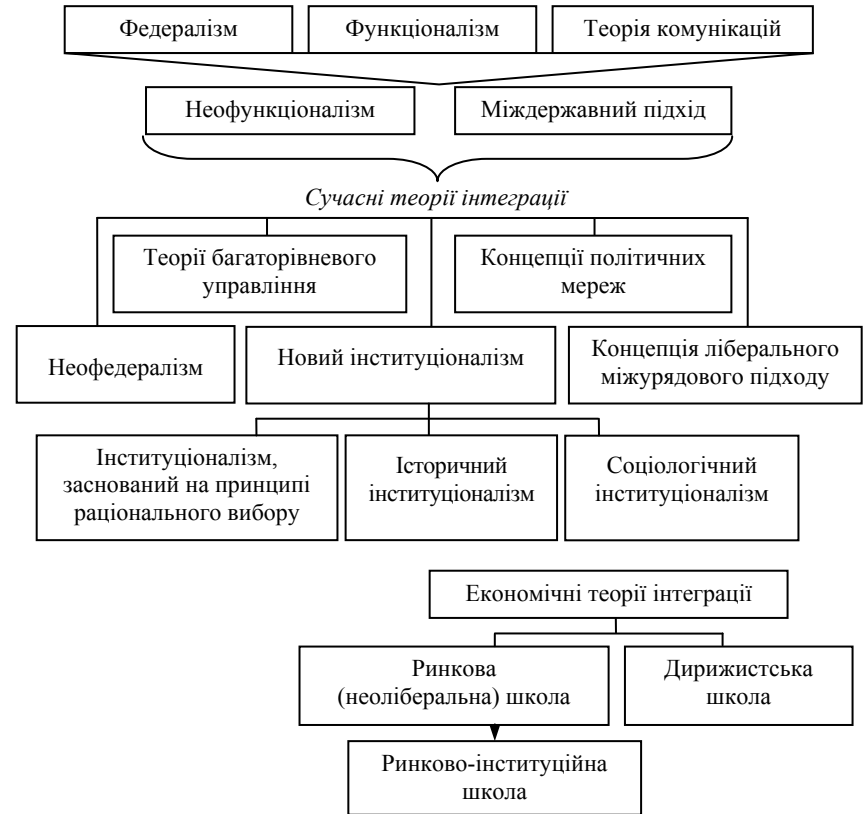 Федералізм
Функціоналізм
Теорія комунікацій
Неофункціоналізм
Міждержавний підхід
Сучасні теорії інтеграції
Теорії багаторівневого
управління
Концепції політичних
мереж
Неофедералізм
Новий інституціоналізм
Концепція ліберального
міжурядового підходу
Інституціоналізм,
заснований на принципі
раціонального вибору
Історичний
інституціоналізм
Соціологічний
інституціоналізм
Економічні теорії інтеграції
Ринкова
(неоліберальна) школа
Дирижистська
школа
Ринково-інституційна
школа